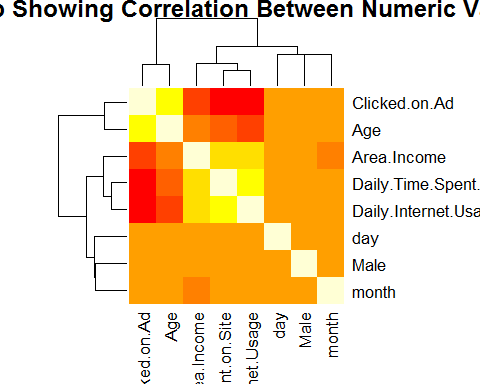 Showing Correlation Between Numeric
Clicked.on.Ad
Age
Area.Income
Daily.Time.Spent.
Daily.Internet.Usa
day
Male
month
ked.on.Ad
Age
ea.Income
nt.on.Site
net.Usage
day
Male
month